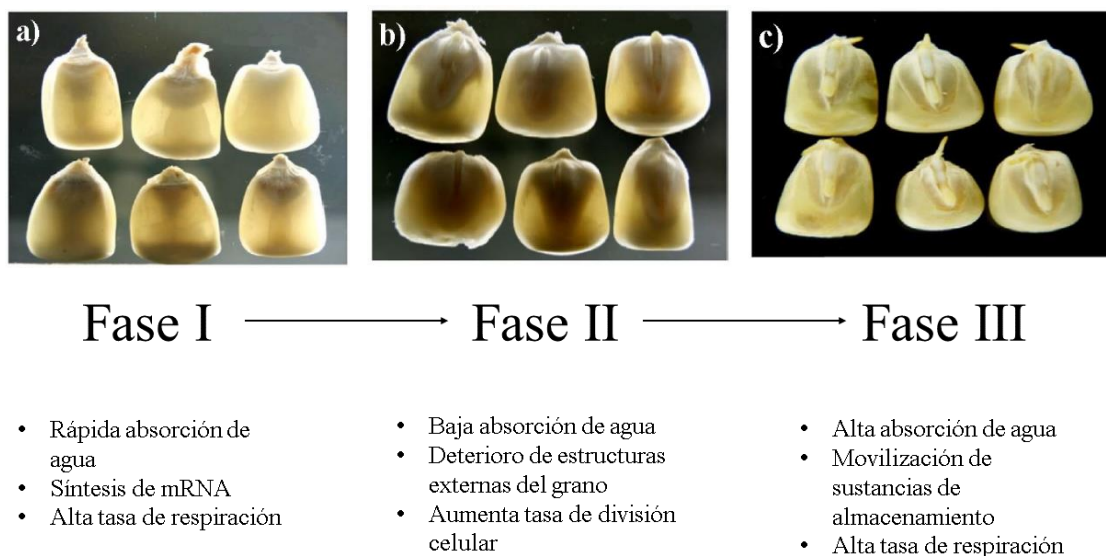 a)
b)
c)
Fase I
Fase II
Fase III
• Rápida absorción de
agua
• Síntesis de mRNA
• Alta tasa de respiración
• Baja absorción de agua
• Deterioro de estructuras
externas del grano
• Aumenta tasa de división
celular
• Alta absorción de agua
• Movilización de
sustancias de
almacenamiento
• Alta tasa de respiración